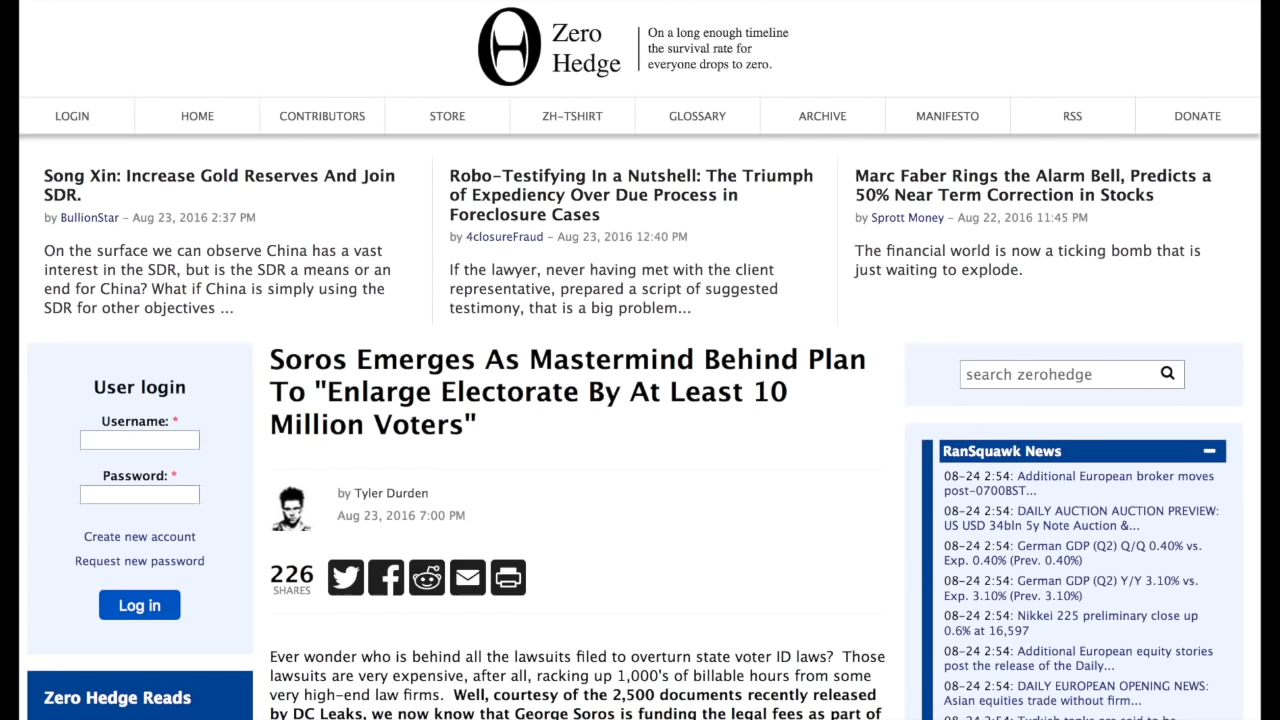 Zero
Hedge
On a long enough timeline
the survival rate for
everyone drops to zero.
LOGIN
HOME
CONTRIBUTORS
STORE
ZH-TSHIRT
GLOSSARY
ARCHIVE
MANIFESTO
RSS
DONATE
Song Xin: Increase Gold Reserves And Join
SDR.
by BullionStar – Aug 23, 2016 2:37 PM
On the surface we can observe China has a vast
interest in the SDR, but is the SDR a means or an
end for China? What if China is simply using the
SDR for other objectives ...
Robo-Testifying In a Nutshell: The Triumph
of Expediency Over Due Process in
Foreclosure Cases
by 4closureFraud – Aug 23, 2016 12:40 PM
If the lawyer, never having met with the client
representative, prepared a script of suggested
testimony, that is a big problem...
Marc Faber Rings the Alarm Bell, Predicts a
50% Near Term Correction in Stocks
by Sprott Money – Aug 22, 2016 11:45 PM
The financial world is now a ticking bomb that is
just waiting to explode.
User login
Username: *
Password: *
Create new account
Request new password
Log in
Zero Hedge Reads
Soros Emerges As Mastermind Behind Plan
To "Enlarge Electorate By At Least 10
Million Voters"
by Tyler Durden
Aug 23, 2016 7:00 PM
226
SHARES
Ever wonder who is behind all the lawsuits filed to overturn state voter ID laws?  Those
lawsuits are very expensive, after all, racking up 1,000's of billable hours from some
very high-end law firms.  Well, courtesy of the 2,500 documents recently released
by DC Leaks, we now know that George Soros is funding the legal fees as part of
search zerohedge
RanSquawk News
08-24 2:54: Additional European broker moves
post-0700BST...
08-24 2:54: DAILY AUCTION AUCTION PREVIEW:
US USD 34bln 5y Note Auction &...
08-24 2:54: German GDP (Q2) Q/Q 0.40% vs.
Exp. 0.40% (Prev. 0.40%)
08-24 2:54: German GDP (Q2) Y/Y 3.10% vs.
Exp. 3.10% (Prev. 3.10%)
08-24 2:54: Nikkei 225 preliminary close up
0.6% at 16,597
08-24 2:54: Additional European equity stories
post the release of the Daily...
08-24 2:54: DAILY EUROPEAN OPENING NEWS:
Asian equities trade without firm...